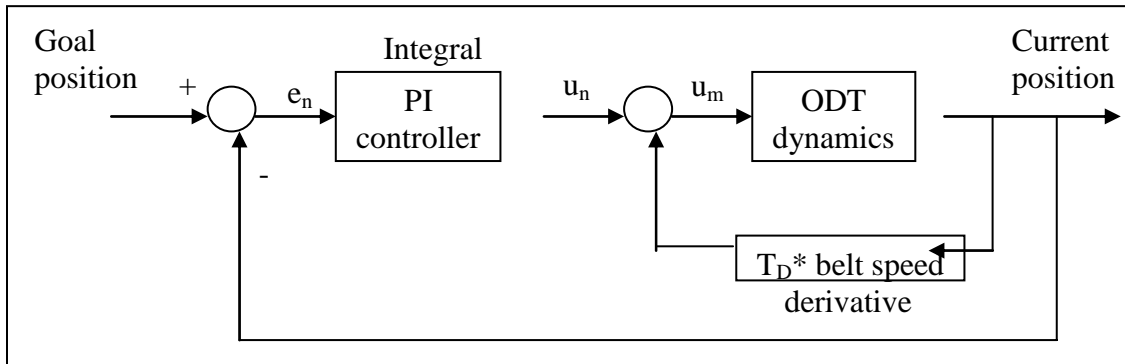 Goal
position
+
-
e_n
Integral
PI
controller
u_n
u_m
ODT
dynamics
Current
position
T_D* belt speed
derivative